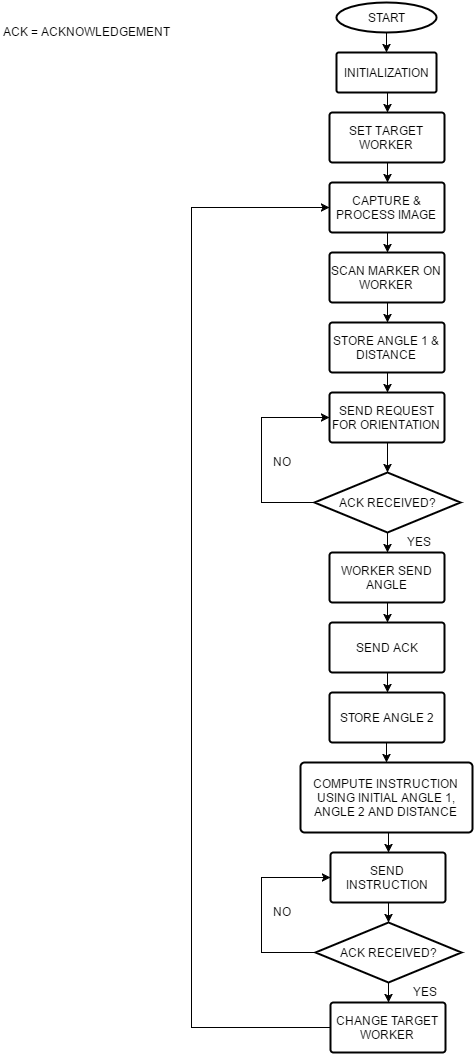 START
ACK = ACKNOWLEDGEMENT
INITIALIZATION
SET TARGET
WORKER
CAPTURE &
PROCESS IMAGE
SCAN MARKER ON
WORKER
STORE ANGLE 1 &
DISTANCE
SEND REQUEST
FOR ORIENTATION
NO
ACK RECEIVED?
YES
WORKER SEND
ANGLE
SEND ACK
STORE ANGLE 2
COMPUTE INSTRUCTION
USING INITIAL ANGLE 1,
ANGLE 2 AND DISTANCE
SEND
INSTRUCTION
NO
ACK RECEIVED?
YES
CHANGE TARGET
WORKER